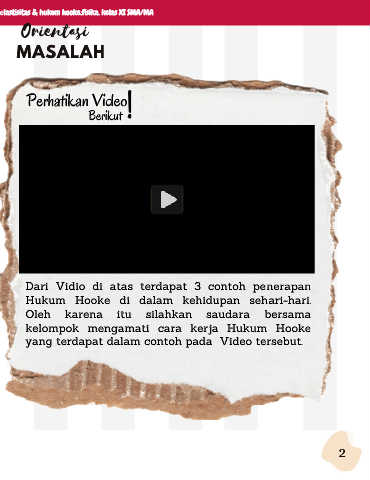 elastisitas & hukum hooke,fisika, kelas XI SMA/MA
Orientasi
MASALAH
Perhatikan Video
Berikut !
Dari Vidio di atas terdapat 3 contoh penerapan
Hukum Hooke di dalam kehidupan sehari-hari.
Oleh karena itu silahkan saudara bersama
kelompok mengamati cara kerja Hukum Hooke
yang terdapat dalam contoh pada Video tersebut.
2